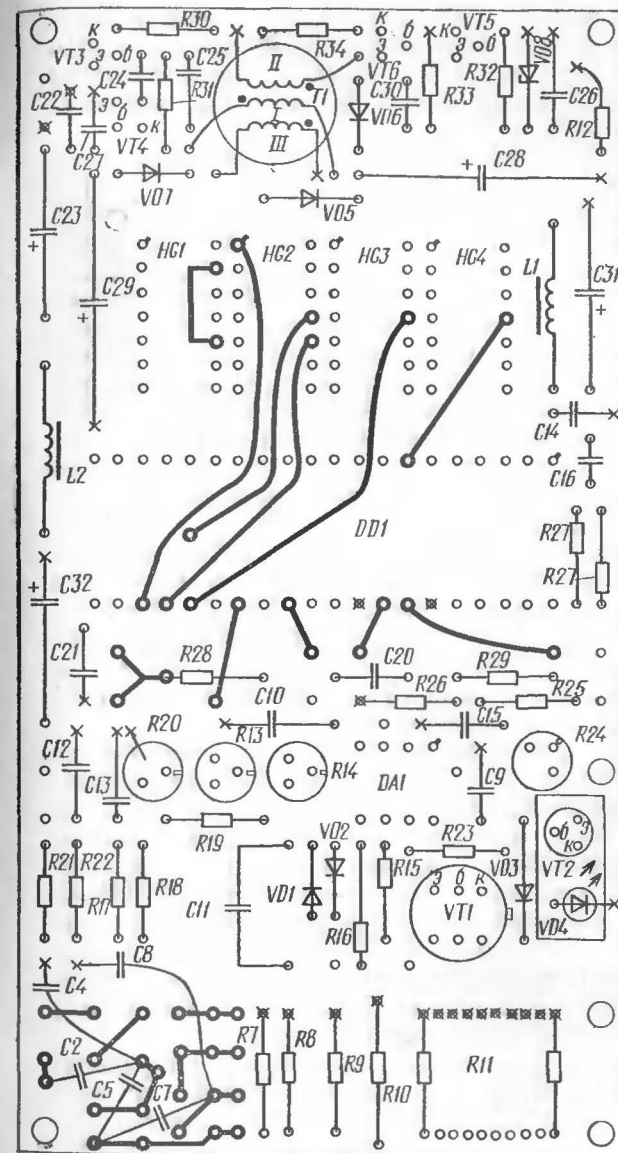 R30
R34
к б к VT5
VT3 к э C25 II VT6 э э б VD8
э б C24 T1 C30 R33 R32
C22 б R31 I VD6 C26
C27 VT4 к III R12
VD7 + C28
VD5
C23
+
HG1 HG2 HG3 HG4 L1 C31
C29
+ +
C14
L2 C16
DD1 R27
+ R27
C32
C21 R28 C20 R29
R26 R25
C10 C15
R20 R13 R24
C12 R14 DA1
C13 C9
R19 VD2 R23 VD3 б э
к
R21 R22 R15 э б к VT2
R17 R18 C11 VD1 VT1
R16 VD4
C8
C4
R7 R8
C2 R9 R11
C5 C7 R10